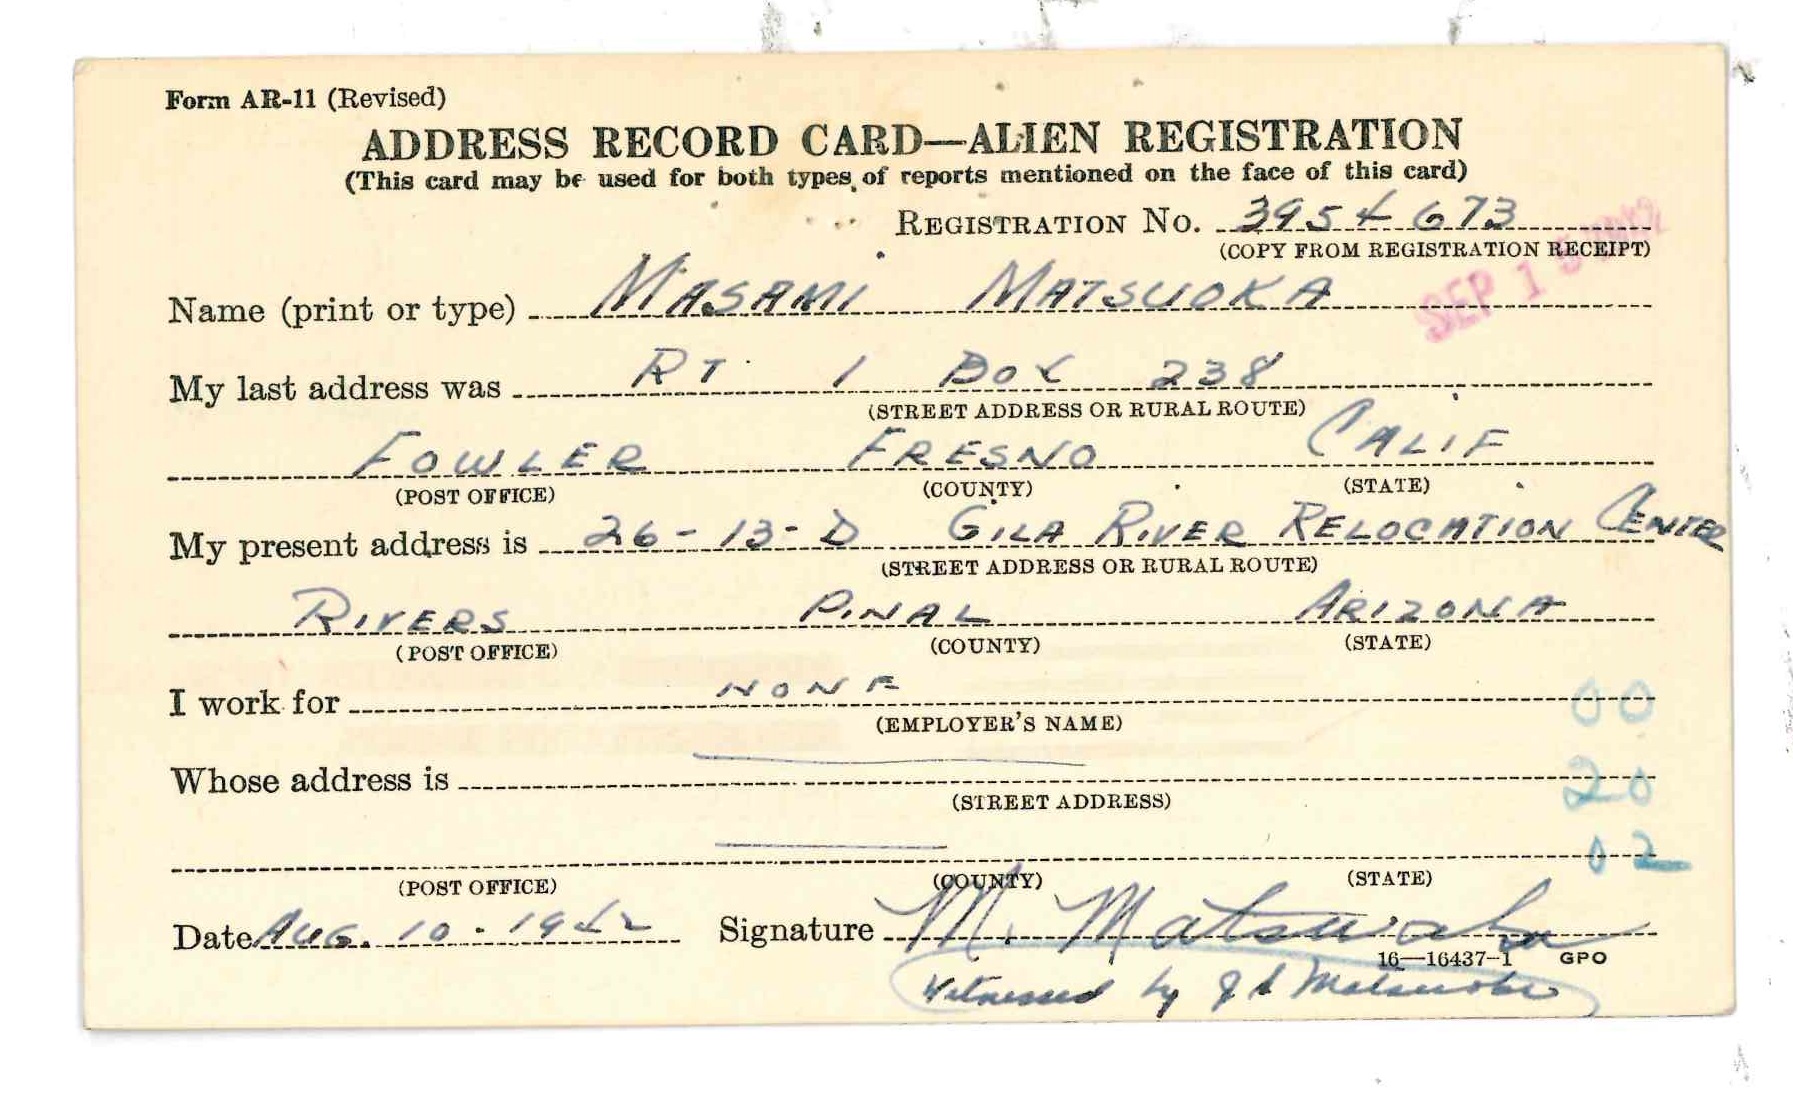 Form AR-11 (Revised)
ADDRESS RECORD CARD—ALIEN REGISTRATION
(This card may be used for both types of reports mentioned on the face of this card)
REGISTRATION No. 3954673
(COPY FROM REGISTRATION RECEIPT)
SEP 15 1942
Name (print or type) MASAMI MATSUOKA
My last address was RT 1 BOX 238
(STREET ADDRESS OR RURAL ROUTE)
FOWLER FRESNO CALIF
(POST OFFICE) (COUNTY) (STATE)
My present address is 26-13-D GILA RIVER RELOCATION CENTER
(STREET ADDRESS OR RURAL ROUTE)
RIVERS PINAL ARIZONA
(POST OFFICE) (COUNTY) (STATE)
I work for NONE
(EMPLOYER'S NAME)
00
Whose address is
(STREET ADDRESS)
20
02
(POST OFFICE) (COUNTY) (STATE)
Date AUG. 10 - 1942 Signature M. Matsuoka
16—16437-1 GPO
Witnessed by